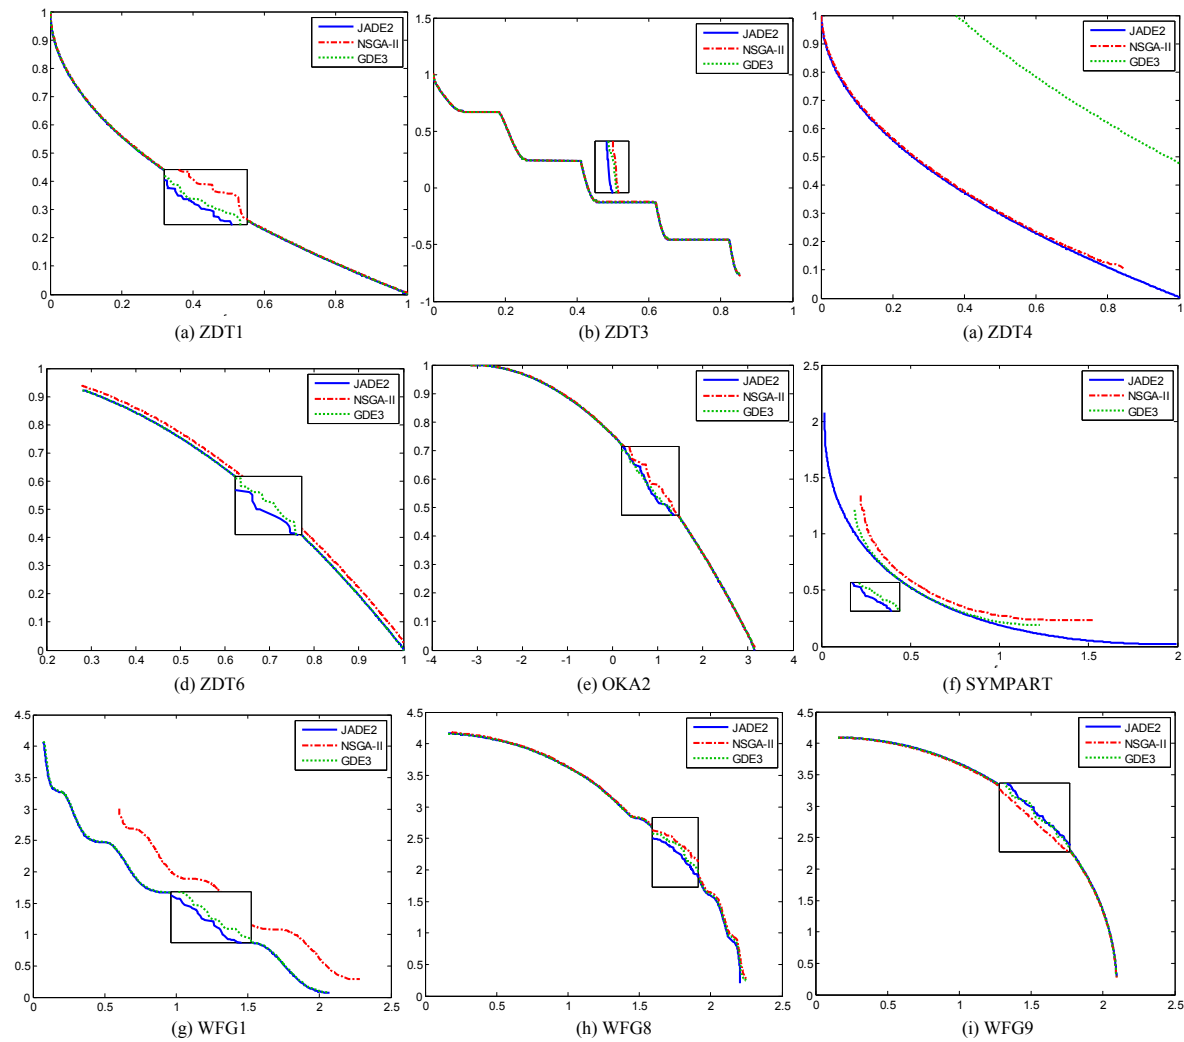 1
0.9
0.8
0.7
0.6
0.5
0.4
0.3
0.2
0.1
0
0 0.2 0.4 0.6 0.8 1
JADE2
NSGA-II
GDE3
(a) ZDT1
1.5
1
0.5
0
-0.5
-1
0 0.2 0.4 0.6 0.8 1
JADE2
NSGA-II
GDE3
(b) ZDT3
1
0.9
0.8
0.7
0.6
0.5
0.4
0.3
0.2
0.1
0
0 0.2 0.4 0.6 0.8 1
JADE2
NSGA-II
GDE3
(a) ZDT4
1
0.9
0.8
0.7
0.6
0.5
0.4
0.3
0.2
0.1
0
0.2 0.3 0.4 0.5 0.6 0.7 0.8 0.9 1
JADE2
NSGA-II
GDE3
(d) ZDT6
1
0.9
0.8
0.7
0.6
0.5
0.4
0.3
0.2
0.1
0
-4 -3 -2 -1 0 1 2 3 4
JADE2
NSGA-II
GDE3
(e) OKA2
2.5
2
1.5
1
0.5
0
0 0.5 1 1.5 2
JADE2
NSGA-II
GDE3
(f) SYMPART
4.5
4
3.5
3
2.5
2
1.5
1
0.5
0
0 0.5 1 1.5 2 2.5
JADE2
NSGA-II
GDE3
(g) WFG1
4.5
4
3.5
3
2.5
2
1.5
1
0.5
0
0 0.5 1 1.5 2 2.5
JADE2
NSGA-II
GDE3
(h) WFG8
4.5
4
3.5
3
2.5
2
1.5
1
0.5
0
0 0.5 1 1.5 2 2.5
JADE2
NSGA-II
GDE3
(i) WFG9